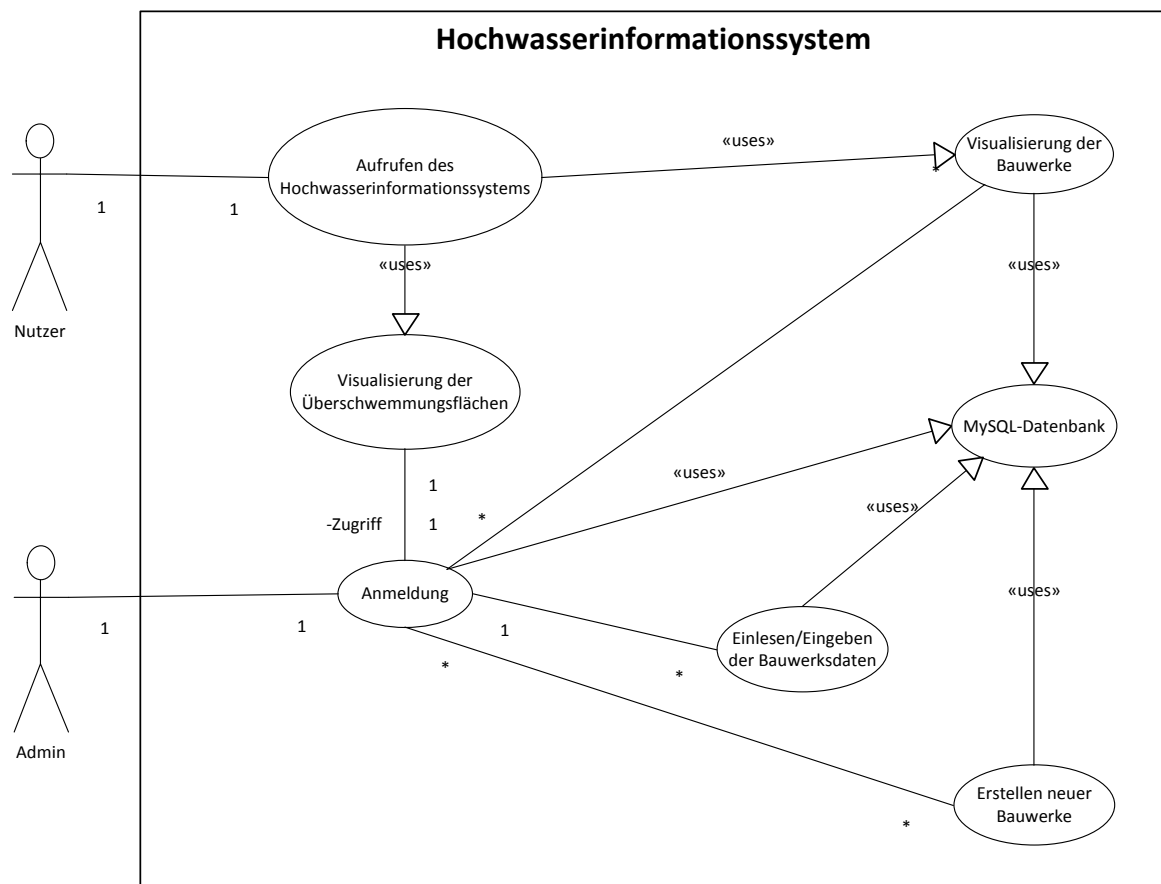 Hochwasserinformationssystem
Aufrufen des
Hochwasserinformationssystems
«uses»
Visualisierung der
Bauwerke
*
1
1
«uses»
«uses»
Nutzer
Visualisierung der
Überschwemmungsflächen
MySQL-Datenbank
«uses»
1
-Zugriff
1
*
«uses»
Anmeldung
«uses»
1
1
1
Einlesen/Eingeben
der Bauwerksdaten
*
*
Admin
Erstellen neuer
Bauwerke
*